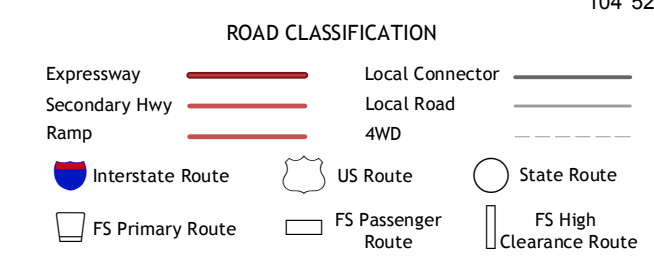 104 52
ROAD CLASSIFICATION
Expressway
Local Connector
Secondary Hwy
Local Road
Ramp
4WD
Interstate Route
US Route
State Route
FS Primary Route
FS Passenger
Route
FS High
Clearance Route